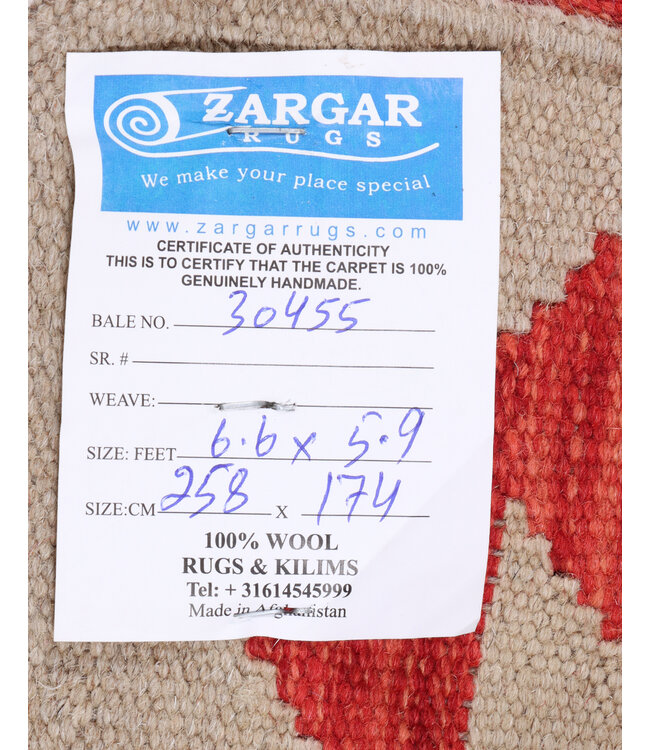 ZARGAR
RUGS
We make your place special
www.zargarrugs.com
CERTIFICATE OF AUTHENTICITY
THIS IS TO CERTIFY THAT THE CARPET IS 100%
GENUINELY HANDMADE.
BALE NO. 30455
SR. #
WEAVE:
SIZE: FEET 6.6 x 5.9
SIZE:CM 258 X 174
100% WOOL
RUGS & KILIMS
Tel: + 31614545999
Made in Afghanistan